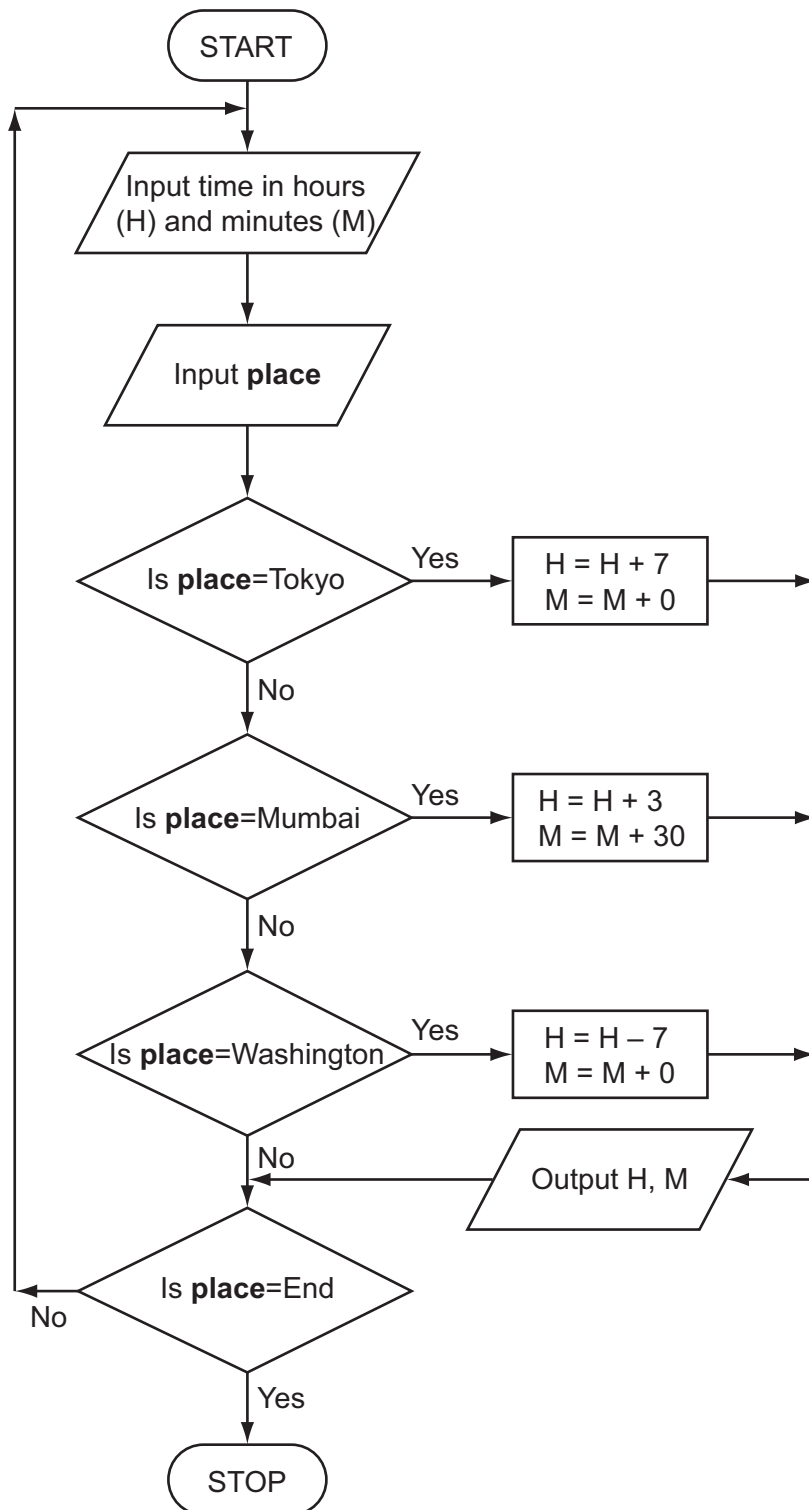 START
Input time in hours
(H) and minutes (M)
Input place
Is place=Tokyo
Yes
H = H + 7
M = M + 0
No
Is place=Mumbai
Yes
H = H + 3
M = M + 30
No
Is place=Washington
Yes
H = H – 7
M = M + 0
No
Output H, M
Is place=End
No
Yes
STOP